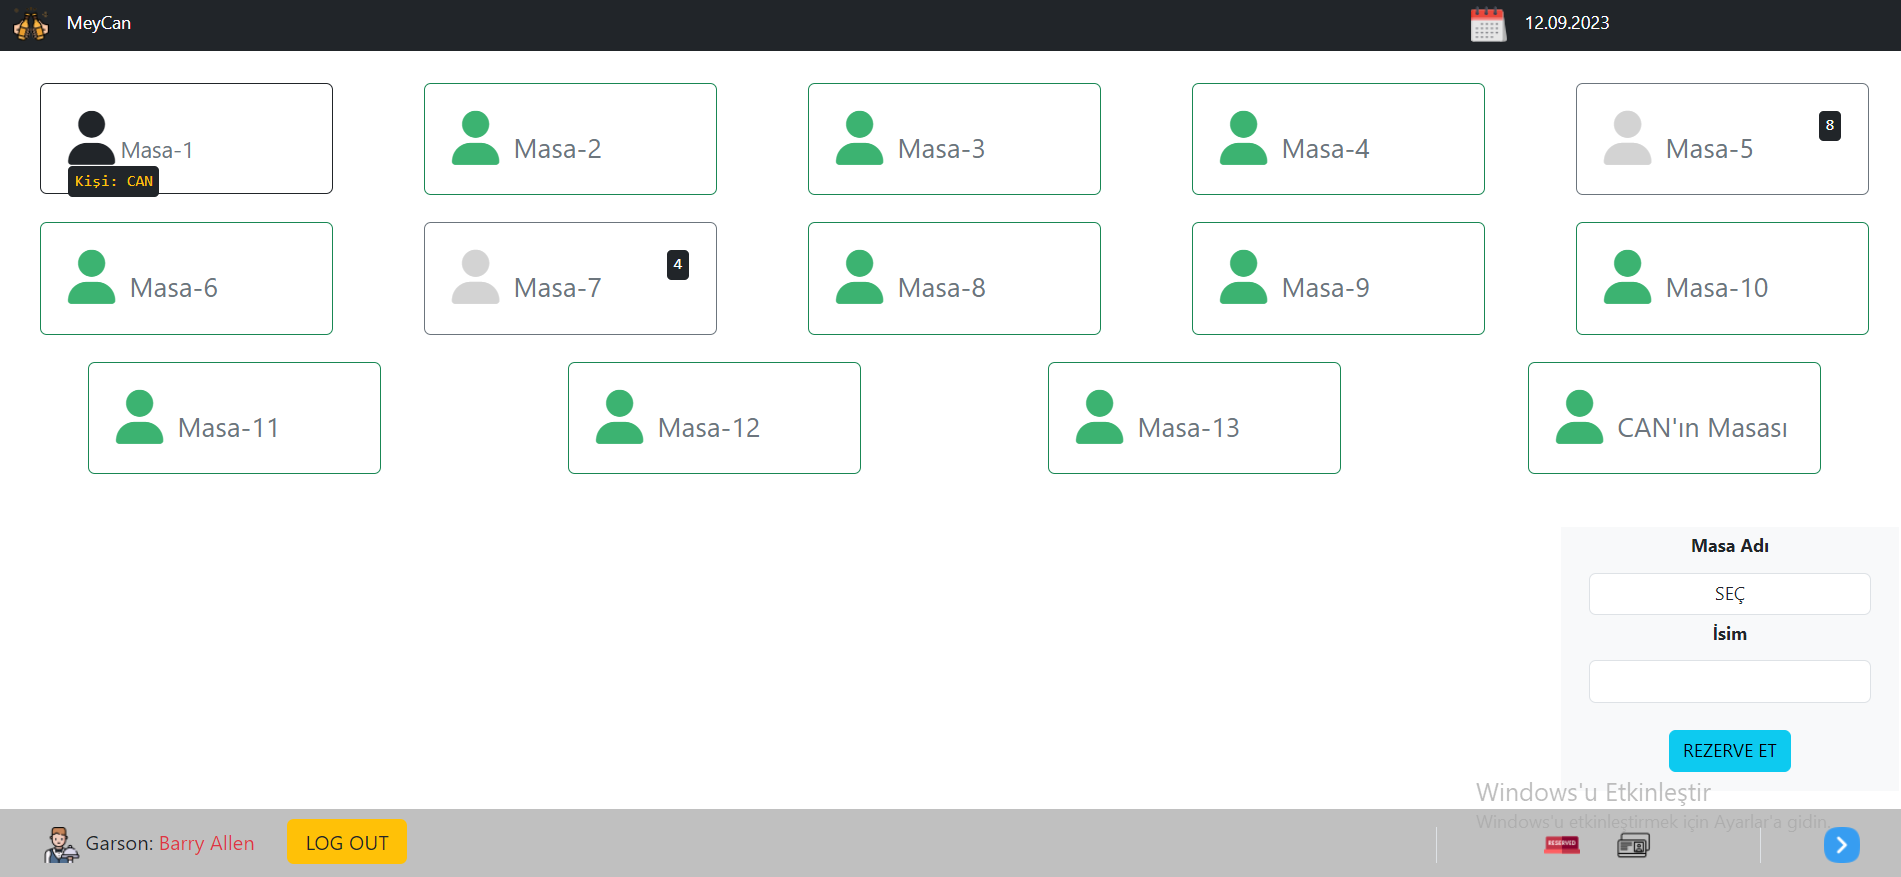 MeyCan
12.09.2023
Masa-1
Kişi: CAN
Masa-2
Masa-3
Masa-4
Masa-5
8
Masa-6
Masa-7
4
Masa-8
Masa-9
Masa-10
Masa-11
Masa-12
Masa-13
CAN'ın Masası
Masa Adı
SEÇ
İsim
REZERVE ET
Windows'u Etkinleştir
Windows'u etkinleştirmek için Ayarlar'a gidin.
Garson: Barry Allen
LOG OUT
RESERVED